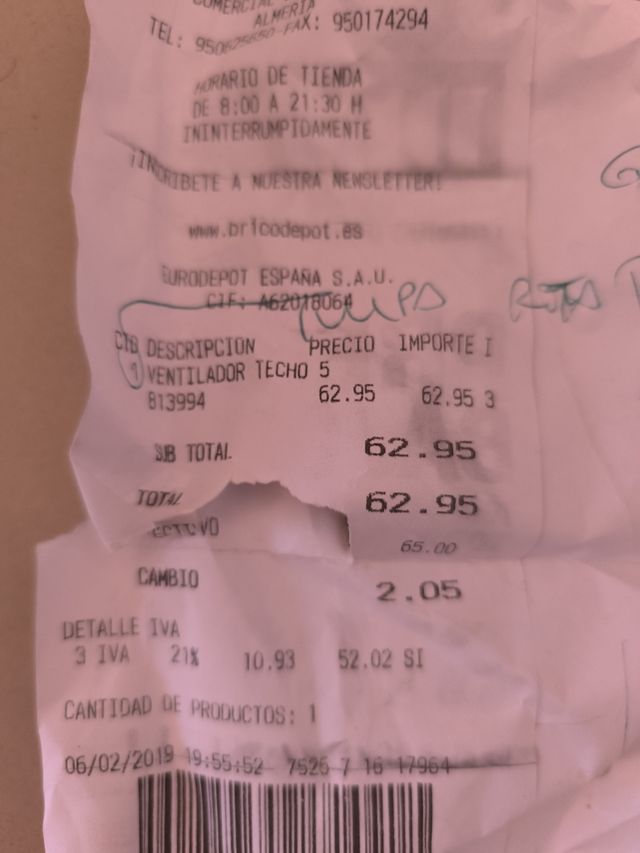 COMERCIAL
ALMERIA
TEL: FAX: 950174294
HORARIO DE TIENDA
DE 8:00 A 21:30 H
ININTERRUMPIDAMENTE
¡INSCRIBETE A NUESTRA NEWSLETTER!
www.bricodepot.es
EURODEPOT ESPAÑA S.A.U.
CIF: A62018064
ROTAS
CTD DESCRIPCION PRECIO IMPORTE I
1 VENTILADOR TECHO 5
813994 62.95 62.95 3
SUB TOTAL 62.95
TOTAL 62.95
65.00
CAMBIO 2.05
DETALLE IVA
3 IVA 21% 10.93 52.02 SI
CANTIDAD DE PRODUCTOS: 1
06/02/2019 19:55:52 7525 7 16 17964